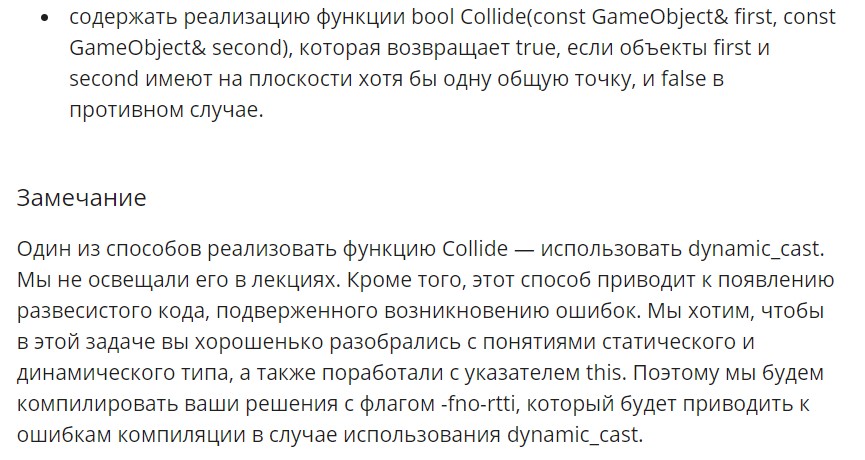 • содержать реализацию функции bool Collide(const GameObject& first, const
GameObject& second), которая возвращает true, если объекты first и
second имеют на плоскости хотя бы одну общую точку, и false в
противном случае.
Замечание
Один из способов реализовать функцию Collide — использовать dynamic_cast.
Мы не освещали его в лекциях. Кроме того, этот способ приводит к появлению
развесистого кода, подверженного возникновению ошибок. Мы хотим, чтобы
в этой задаче вы хорошенько разобрались с понятиями статического и
динамического типа, а также поработали с указателем this. Поэтому мы будем
компилировать ваши решения с флагом -fno-rtti, который будет приводить к
ошибкам компиляции в случае использования dynamic_cast.